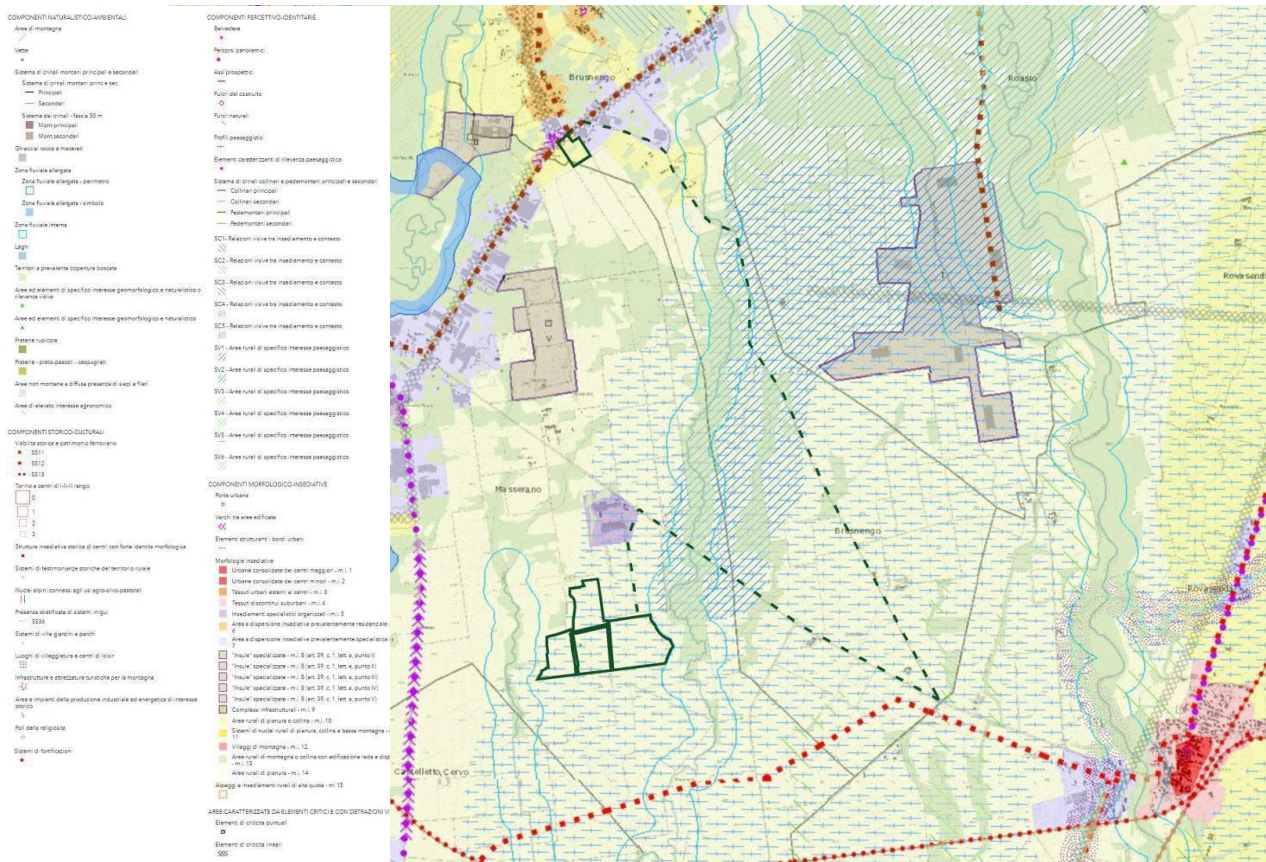 COMPONENTI NATURALISTICO-AMBIENTALI
Aree di montagna
Vette
Sistema di crinali montani principali e secondari
Sistema di crinali montani princ e sec
Principali
Secondari
Sistema dei crinali - fascia 50 m
Mont principali
Mont secondari
Ghiacciai rocce e macereti
Zona fluviale allargata
Zona fluviale allargata - perimetro
Zona fluviale allargata - simbolo
Zona fluviale interna
Laghi
Territori a prevalente copertura boscata
Aree ed elementi di specifico interesse geomorfologico e naturalistico o
rilevanza visiva
Aree ed elementi di specifico interesse geomorfologico e naturalistico
Praterie rupicole
Praterie - prato-pascoli - cespuglieti
Aree non montane a diffusa presenza di siepi e filari
Aree di elevato interesse agronomico
COMPONENTI STORICO-CULTURALI
Viabilita storica e patrimonio ferroviario
SS11
SS12
SS13
Torino e centri di I-II-III rango
0
1
2
3
Struttura insediativa storica di centri con forte identita morfologica
Sistemi di testimonianze storiche del territorio rurale
Nuclei alpini connessi agli usi agro-silvo-pastorali
Presenza stratificata di sistemi irrigui
SS36
Sistemi di ville giardini e parchi
Luoghi di villeggiatura e centri di loisir
Infrastrutture e attrezzature turistiche per la montagna
Aree e impianti della produzione industriale ed energetica di interesse
storico
Poli della religiosita
Sistemi di fortificazioni
COMPONENTI PERCETTIVO-IDENTITARIE
Belvedere
Percorsi panoramici
Assi prospettici
Fulcri del costruito
Fulcri naturali
Profili paesaggistici
Elementi caratterizzanti di rilevanza paesaggistica
Sistema di crinali collinari e pedemontani principali e secondari
Collinari principali
Collinari secondari
Pedemontani principali
Pedemontani secondari
SC1- Relazioni visive tra insediamento e contesto
SC2 - Relazioni visive tra insediamento e contesto
SC3 - Relazioni visive tra insediamento e contesto
SC4 - Relazioni visive tra insediamento e contesto
SC5 - Relazioni visive tra insediamento e contesto
SV1 - Aree rurali di specifico interesse paesaggistico
SV2 - Aree rurali di specifico interesse paesaggistico
SV3 - Aree rurali di specifico interesse paesaggistico
SV4 - Aree rurali di specifico interesse paesaggistico
SV5 - Aree rurali di specifico interesse paesaggistico
SV6 - Aree rurali di specifico interesse paesaggistico
COMPONENTI MORFOLOGICO-INSEDIATIVE
Porte urbane
Varchi tra aree edificate
Elementi strutturanti - bordi urbani
Morfologie insediative
Urbane consolidate dei centri maggiori - m.i. 1
Urbane consolidate dei centri minori - m.i. 2
Tessuti urbani esterni ai centri - m.i. 3
Tessuti discontinui suburbani - m.i. 4
Insediamenti specialistici organizzati - m.i. 5
Area a dispersione insediativa prevalentemente residenziale
6
Area a dispersione insediativa prevalentemente specialistica
7
"Insule" specializzate - m.i. 8 (art. 39, c. 1, lett. a, punto I)
"Insule" specializzate - m.i. 8 (art. 39, c. 1, lett. a, punto II)
"Insule" specializzate - m.i. 8 (art. 39, c. 1, lett. a, punto III)
"Insule" specializzate - m.i. 8 (art. 39, c. 1, lett. a, punto IV)
"Insule" specializzate - m.i. 8 (art. 39, c. 1, lett. a, punto V)
Complessi infrastrutturali - m.i. 9
Aree rurali di pianura o collina - m.i. 10
Sistemi di nuclei rurali di pianura, collina e bassa montagna -
11
Villaggi di montagna - m.i. 12
Aree rurali di montagna o collina con edificazione rada e disp
- m.i. 13
Aree rurali di pianura - m.i. 14
Alpeggi e insediamenti rurali di alta quota - m.i. 15
AREE CARATTERIZZATE DA ELEMENTI CRITICI E CON DETRAZIONI VI
Elementi di criticita puntuali
Elementi di criticita lineari
Brusnengo
Roasio
II
I
Rovasenda
V
Masserano
Brusnengo
Rovasenda
Castelletto Cervo